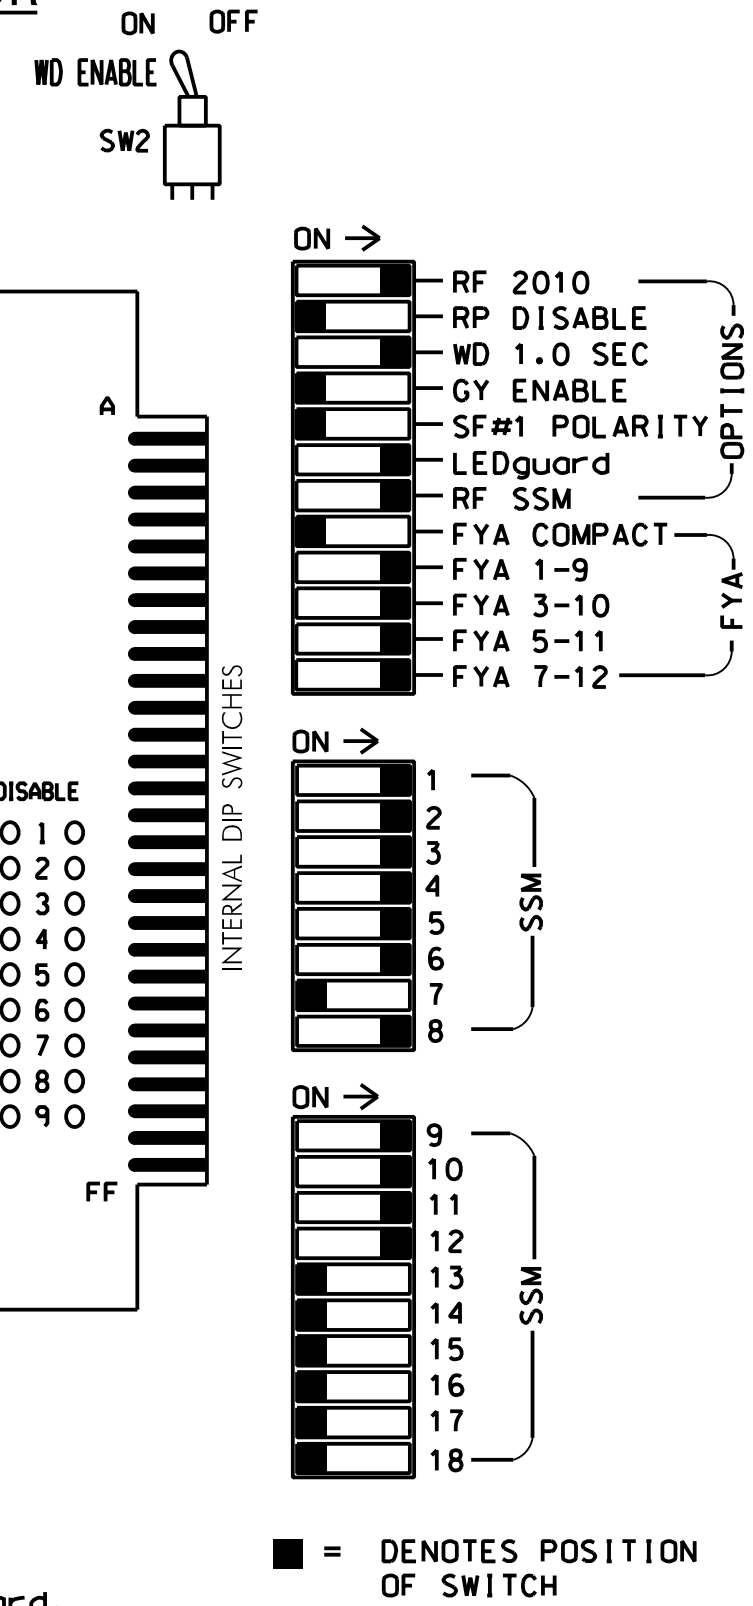 ON OFF
WD ENABLE
SW2
ON
RF 2010
RP DISABLE
WD 1.0 SEC
GY ENABLE
SF#1 POLARITY
LEDguard
RF SSM
OPTIONS
FYA COMPACT
FYA 1-9
FYA 3-10
FYA 5-11
FYA 7-12
FYA
A
FF
INTERNAL DIP SWITCHES
DISABLE
1
2
3
4
5
6
7
8
9
ON
1
2
3
4
5
6
7
8
SSM
ON
9
10
11
12
13
14
15
16
17
18
SSM
= DENOTES POSITION
OF SWITCH